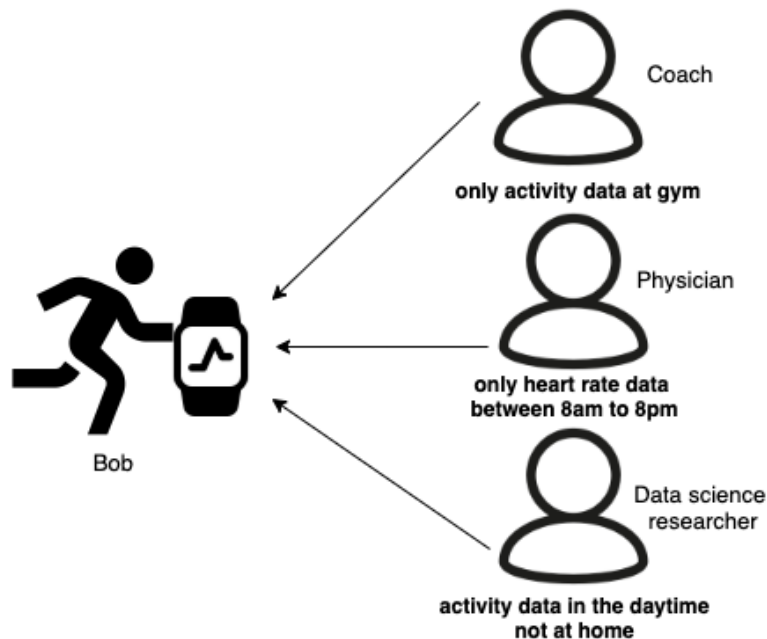 Coach
only activity data at gym
Physician
only heart rate data
between 8am to 8pm
Bob
Data science
researcher
activity data in the daytime
not at home